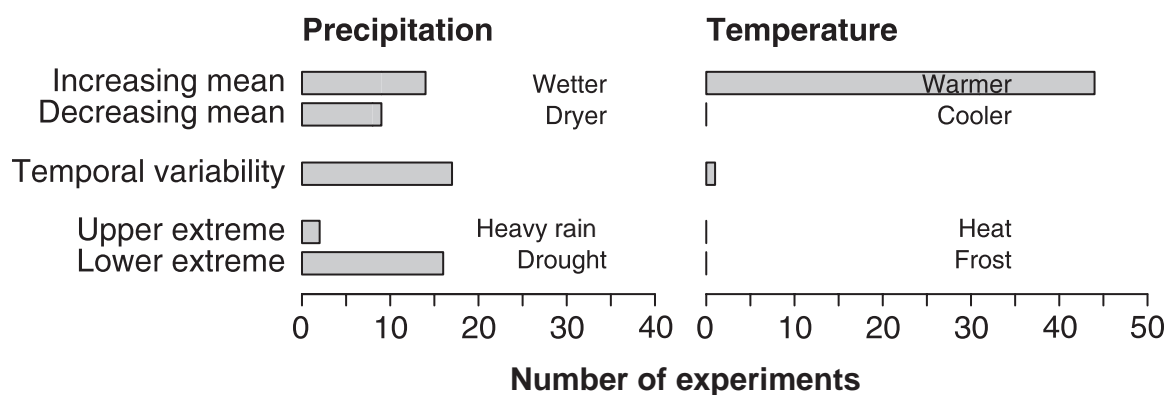 Precipitation Temperature
Increasing mean Wetter Warmer
Decreasing mean Dryer Cooler
Temporal variability
Upper extreme Heavy rain Heat
Lower extreme Drought Frost
0 10 20 30 40 0 10 20 30 40 50
Number of experiments